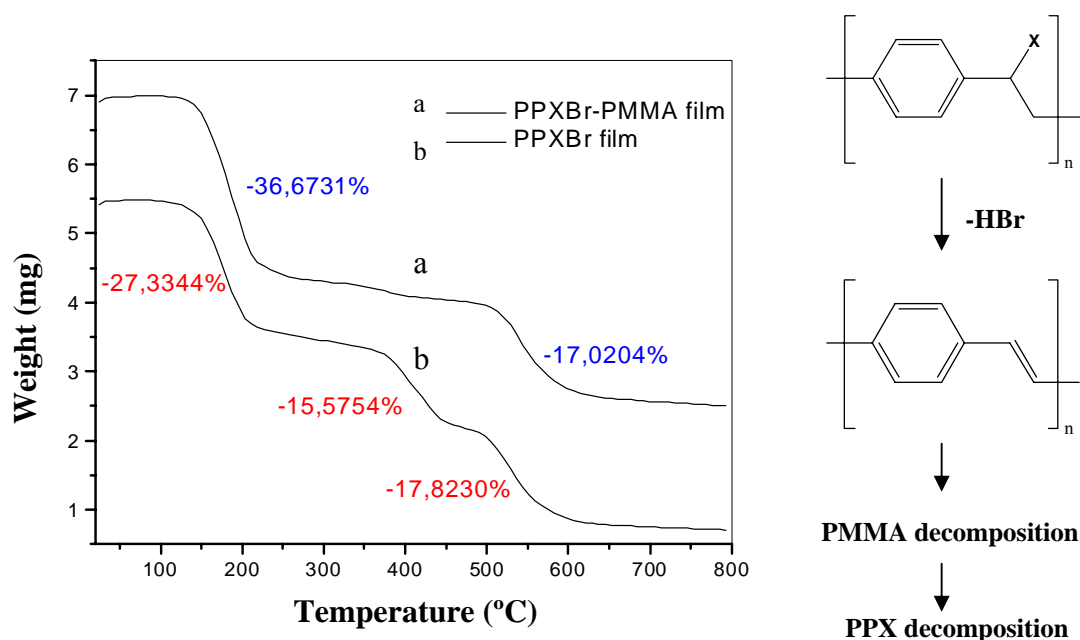 7
6
5
4
3
2
1
Weight (mg)
100 200 300 400 500 600 700 800
Temperature (ºC)
a PPXBr-PMMA film
b PPXBr film
-36,6731%
-27,3344%
a
b
-17,0204%
-15,5754%
-17,8230%
X
n
-HBr
n
PMMA decomposition
PPX decomposition